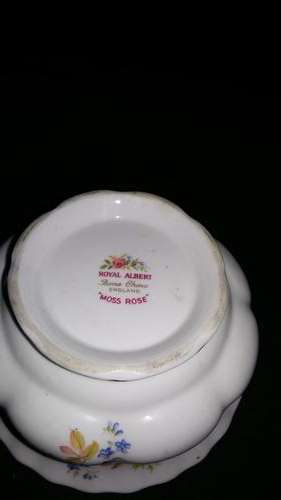 ROYAL ALBERT
Bone China
ENGLAND
"MOSS ROSE"